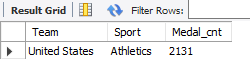 Result Grid Filter Rows:
Team Sport Medal_cnt
United States Athletics 2131